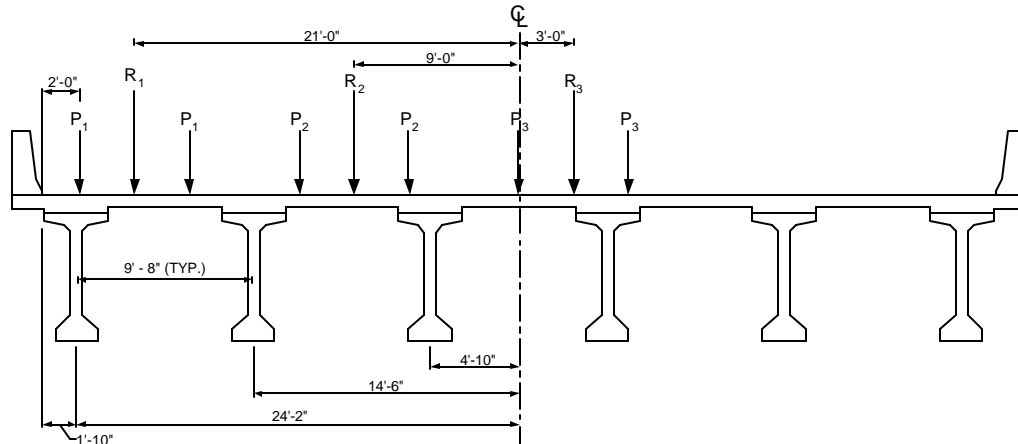 ℄
21'-0"
3'-0"
9'-0"
2'-0"
R1
R2
R3
P1
P1
P2
P2
P3
P3
9' - 8" (TYP.)
4'-10"
14'-6"
24'-2"
1'-10"